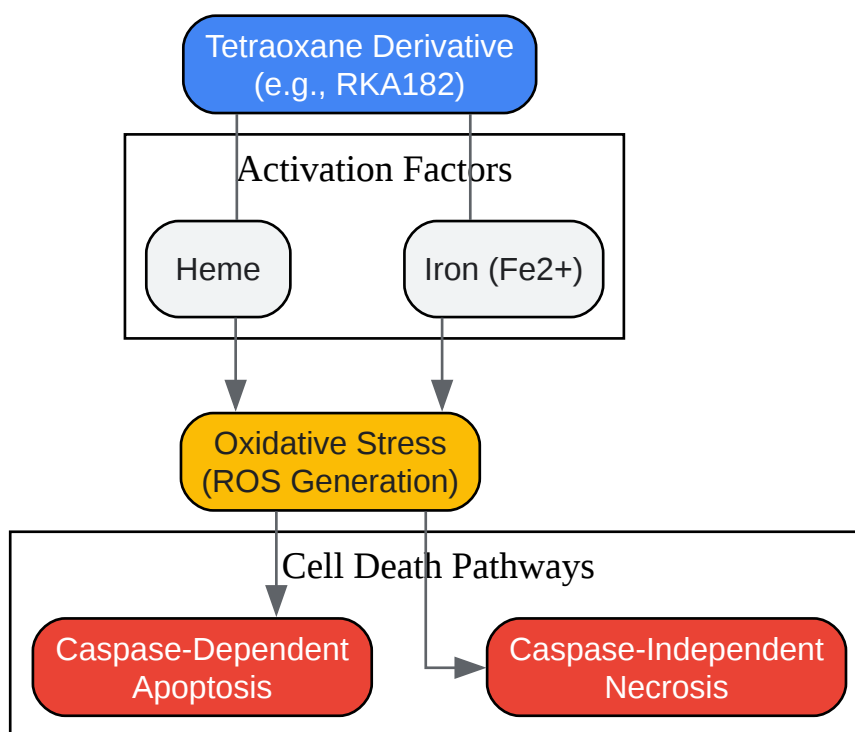 Tetraoxane Derivative
(e.g., RKA182)
Activation Factors
Heme
Iron (Fe2+)
Oxidative Stress
(ROS Generation)
Cell Death Pathways
Caspase-Dependent
Apoptosis
Caspase-Independent
Necrosis